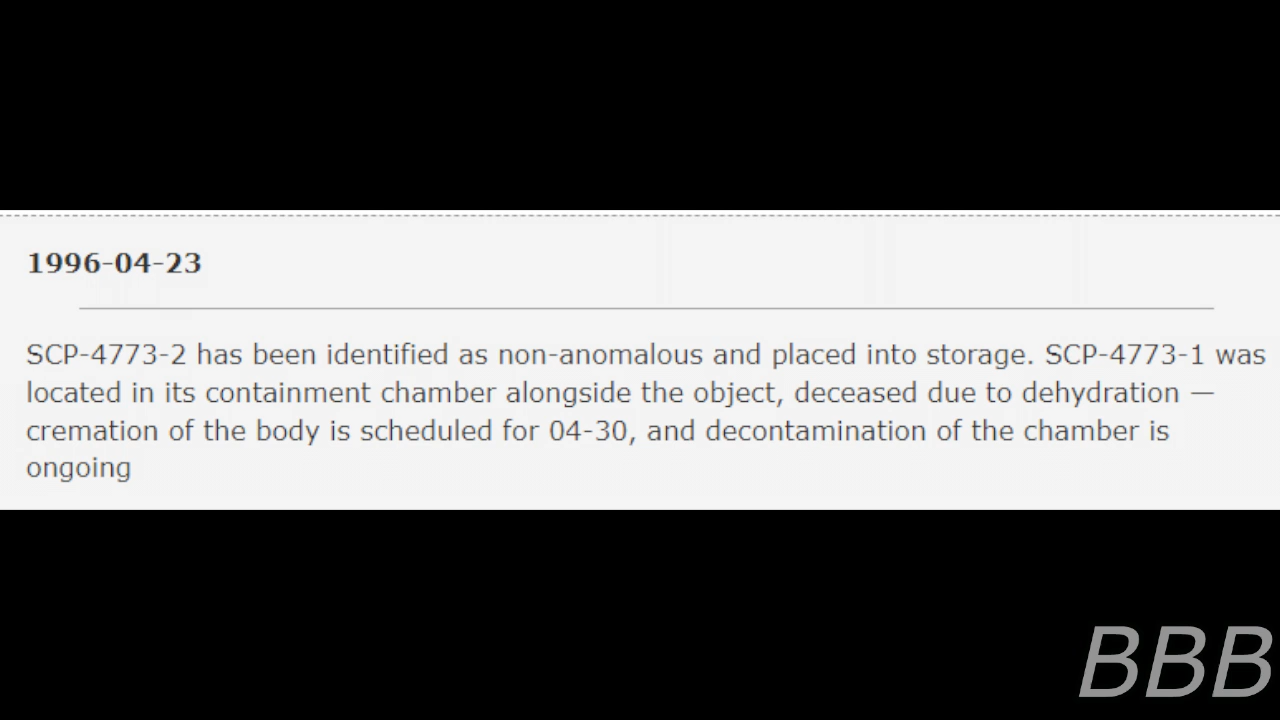 1996-04-23
SCP-4773-2 has been identified as non-anomalous and placed into storage. SCP-4773-1 was
located in its containment chamber alongside the object, deceased due to dehydration —
cremation of the body is scheduled for 04-30, and decontamination of the chamber is
ongoing
BBB